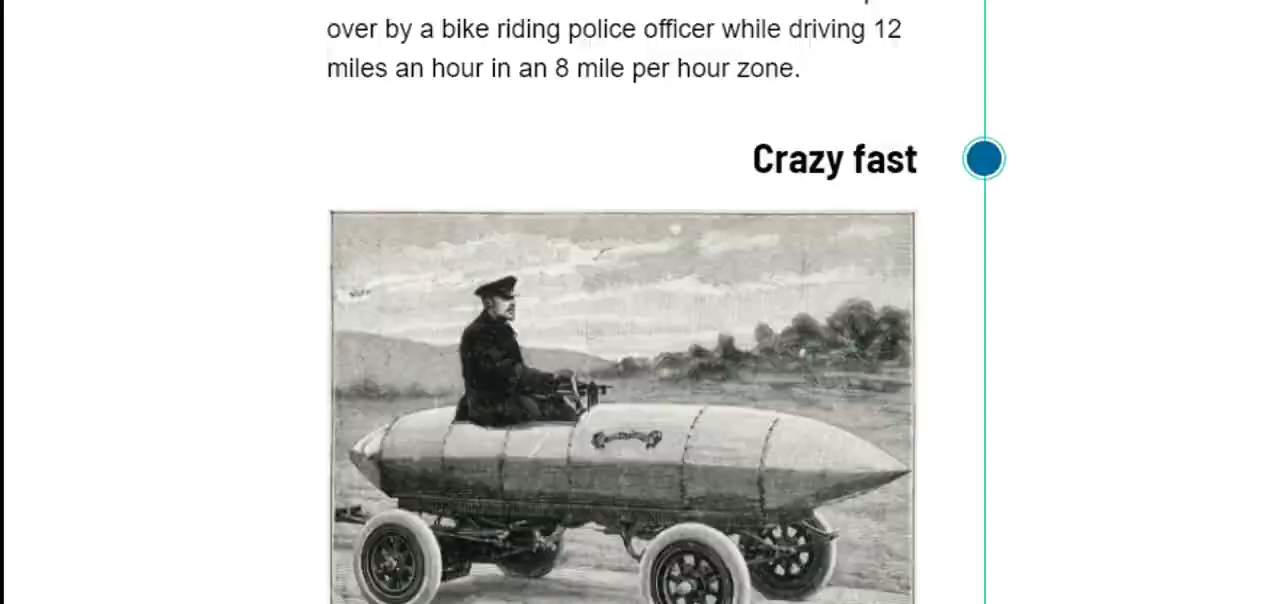 over by a bike riding police officer while driving 12
miles an hour in an 8 mile per hour zone.
Crazy fast